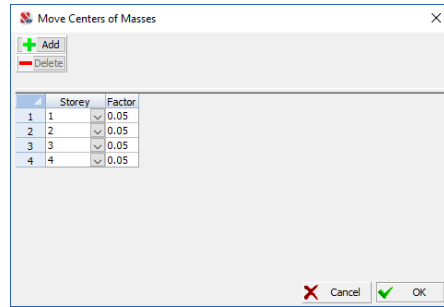 Move Centers of Masses
Add
Delete
Storey Factor
1 1 0.05
2 2 0.05
3 3 0.05
4 4 0.05
Cancel OK